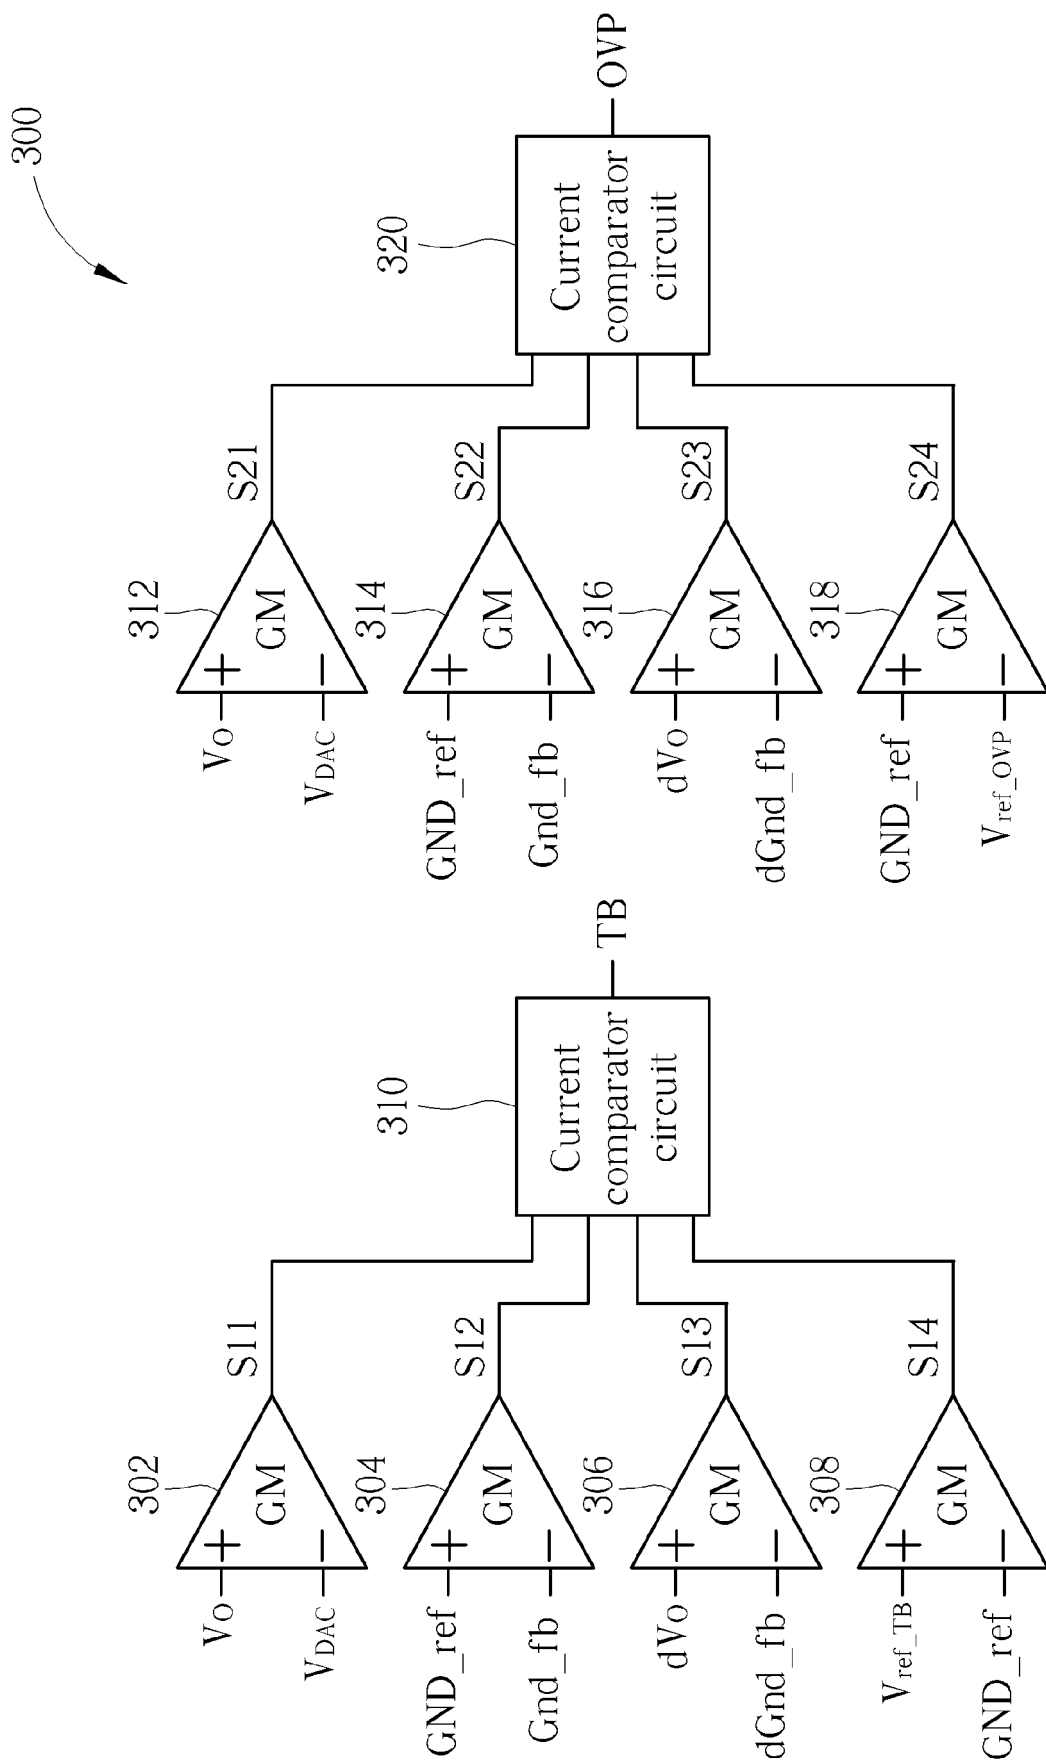 300
302
Vo
VDAC
GM
S11
304
GND_ref
Gnd_fb
GM
S12
306
dVo
dGnd_fb
GM
S13
308
Vref_TB
GND_ref
GM
S14
310
Current
comparator
circuit
TB
312
Vo
VDAC
GM
S21
314
GND_ref
Gnd_fb
GM
S22
316
dVo
dGnd_fb
GM
S23
318
GND_ref
Vref_OVP
GM
S24
320
Current
comparator
circuit
OVP